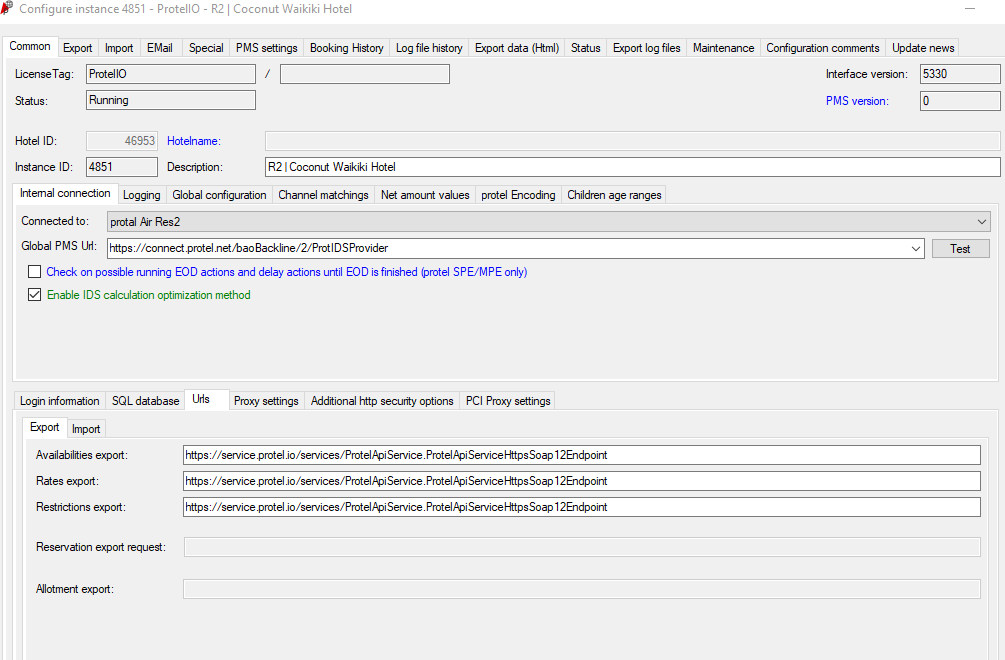 Configure instance 4851 - ProtelIO - R2 | Coconut Waikiki Hotel
Common Export Import EMail Special PMS settings Booking History Log file history Export data (Html) Status Export log files Maintenance Configuration comments Update news
LicenseTag: ProtelIO / Interface version: 5330
Status: Running PMS version: 0
Hotel ID: 46953 Hotelname:
Instance ID: 4851 Description: R2 | Coconut Waikiki Hotel
Internal connection Logging Global configuration Channel matchings Net amount values protel Encoding Children age ranges
Connected to: protal Air Res2
Global PMS Url: https://connect.protel.net/baoBackline/2/ProtIDSProvider Test
Check on possible running EOD actions and delay actions until EOD is finished (protel SPE/MPE only)
Enable IDS calculation optimization method
Login information SQL database Urls Proxy settings Additional http security options PCI Proxy settings
Export Import
Availabilities export: https://service.protel.io/services/ProtelApiService.ProtelApiServiceHttpsSoap12Endpoint
Rates export: https://service.protel.io/services/ProtelApiService.ProtelApiServiceHttpsSoap12Endpoint
Restrictions export: https://service.protel.io/services/ProtelApiService.ProtelApiServiceHttpsSoap12Endpoint
Reservation export request:
Allotment export: